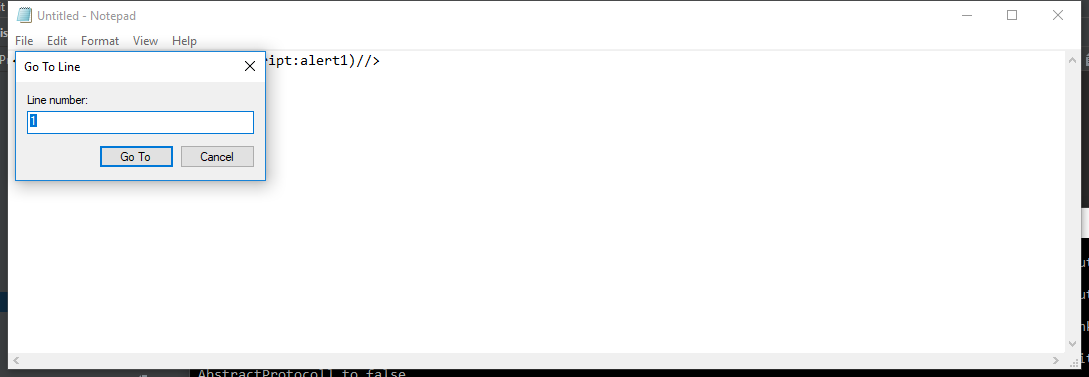 Untitled - Notepad
File Edit Format View Help
ript:alert1)//>
Go To Line
Line number:
1
Go To Cancel
AbstractProtocol] to false